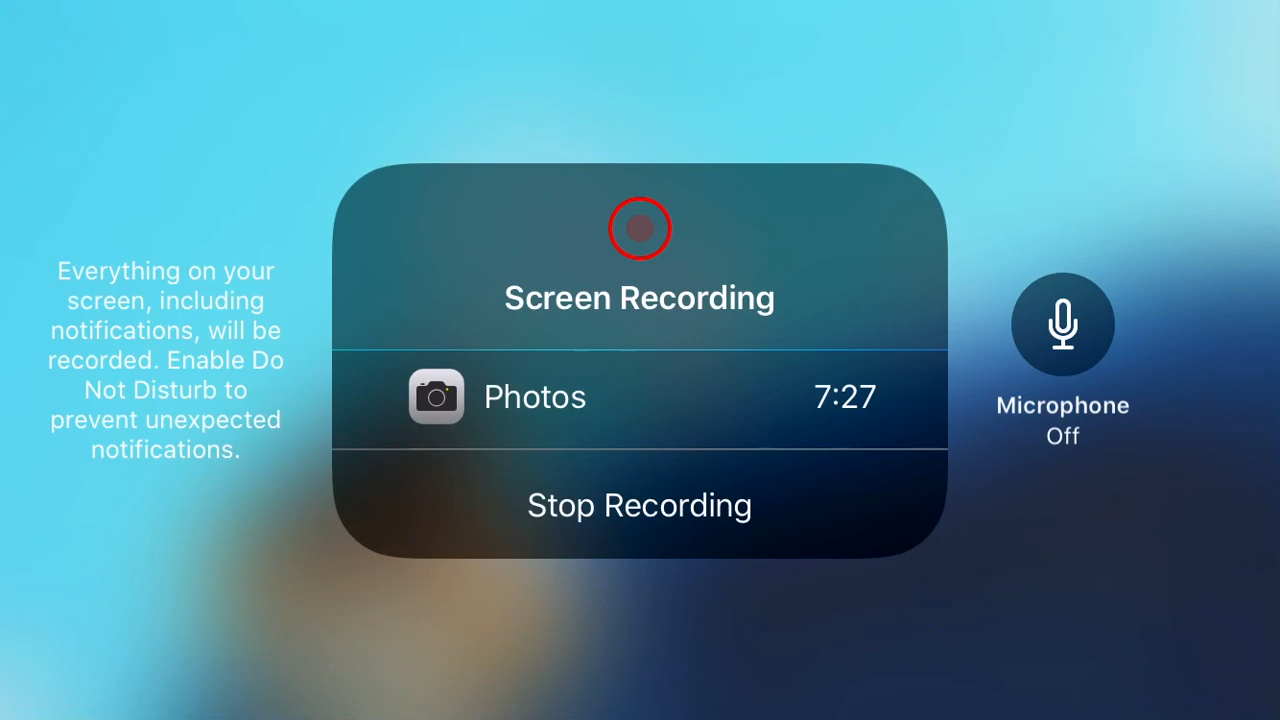 Everything on your
screen, including
notifications, will be
recorded. Enable Do
Not Disturb to
prevent unexpected
notifications.
Screen Recording
Photos 7:27
Stop Recording
Microphone
Off